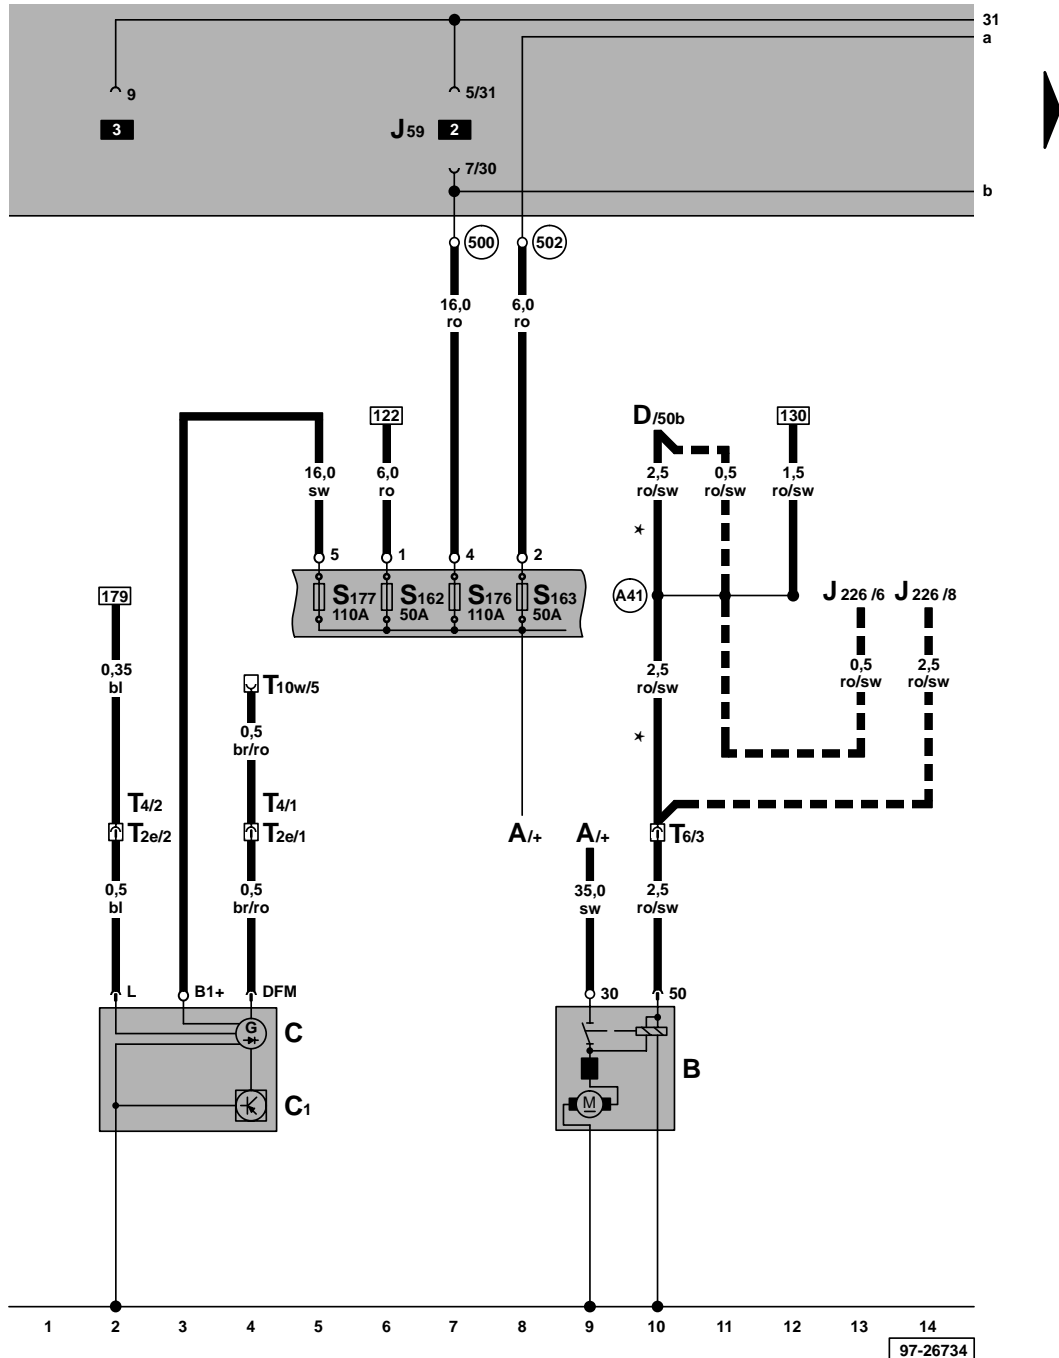 31
a
9
5/31
3
J59
2
7/30
b
500
502
16,0
ro
6,0
ro
122
D/50b
130
16,0
sw
6,0
ro
2,5
ro/sw
0,5
ro/sw
1,5
ro/sw
*
5
1
4
2
179
S177
110A
S162
50A
S176
110A
S163
50A
A41
J226/6
J226/8
0,35
bl
T10w/5
2,5
ro/sw
0,5
ro/sw
2,5
ro/sw
0,5
br/ro
*
T4/2
T4/1
T2e/2
T2e/1
A/+
A/+
T6/3
0,5
bl
0,5
br/ro
35,0
sw
2,5
ro/sw
L
B1+
DFM
30
50
G
C
B
C1
M
1 2 3 4 5 6 7 8 9 10 11 12 13 14
97-26734